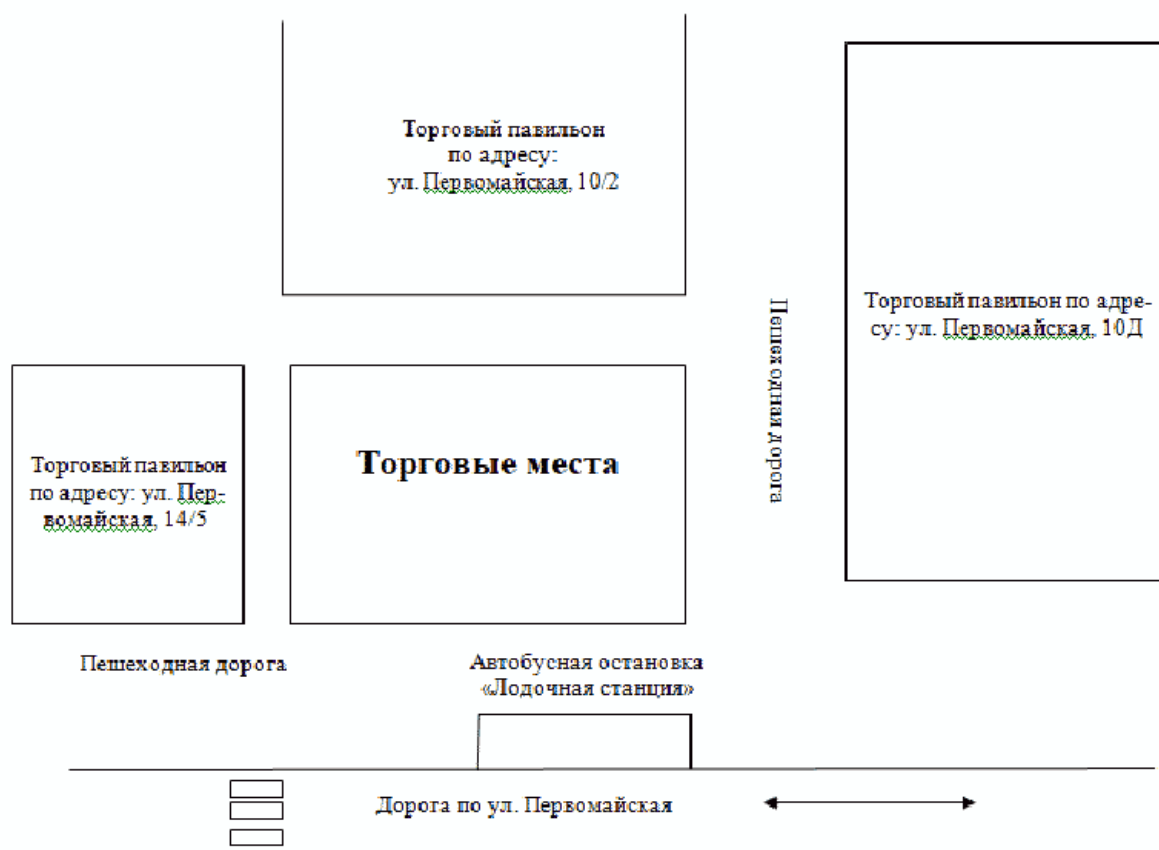 Торговый павильон
по адресу:
ул. Первомайская, 10/2
Пешеходная дорога
Торговый павильон по адре-
су: ул. Первомайская, 10Д
Торговый павильон
по адресу: ул. Пер-
вомайская, 14/5
Торговые места
Пешеходная дорога
Автобусная остановка
«Лодочная станция»
Дорога по ул. Первомайская